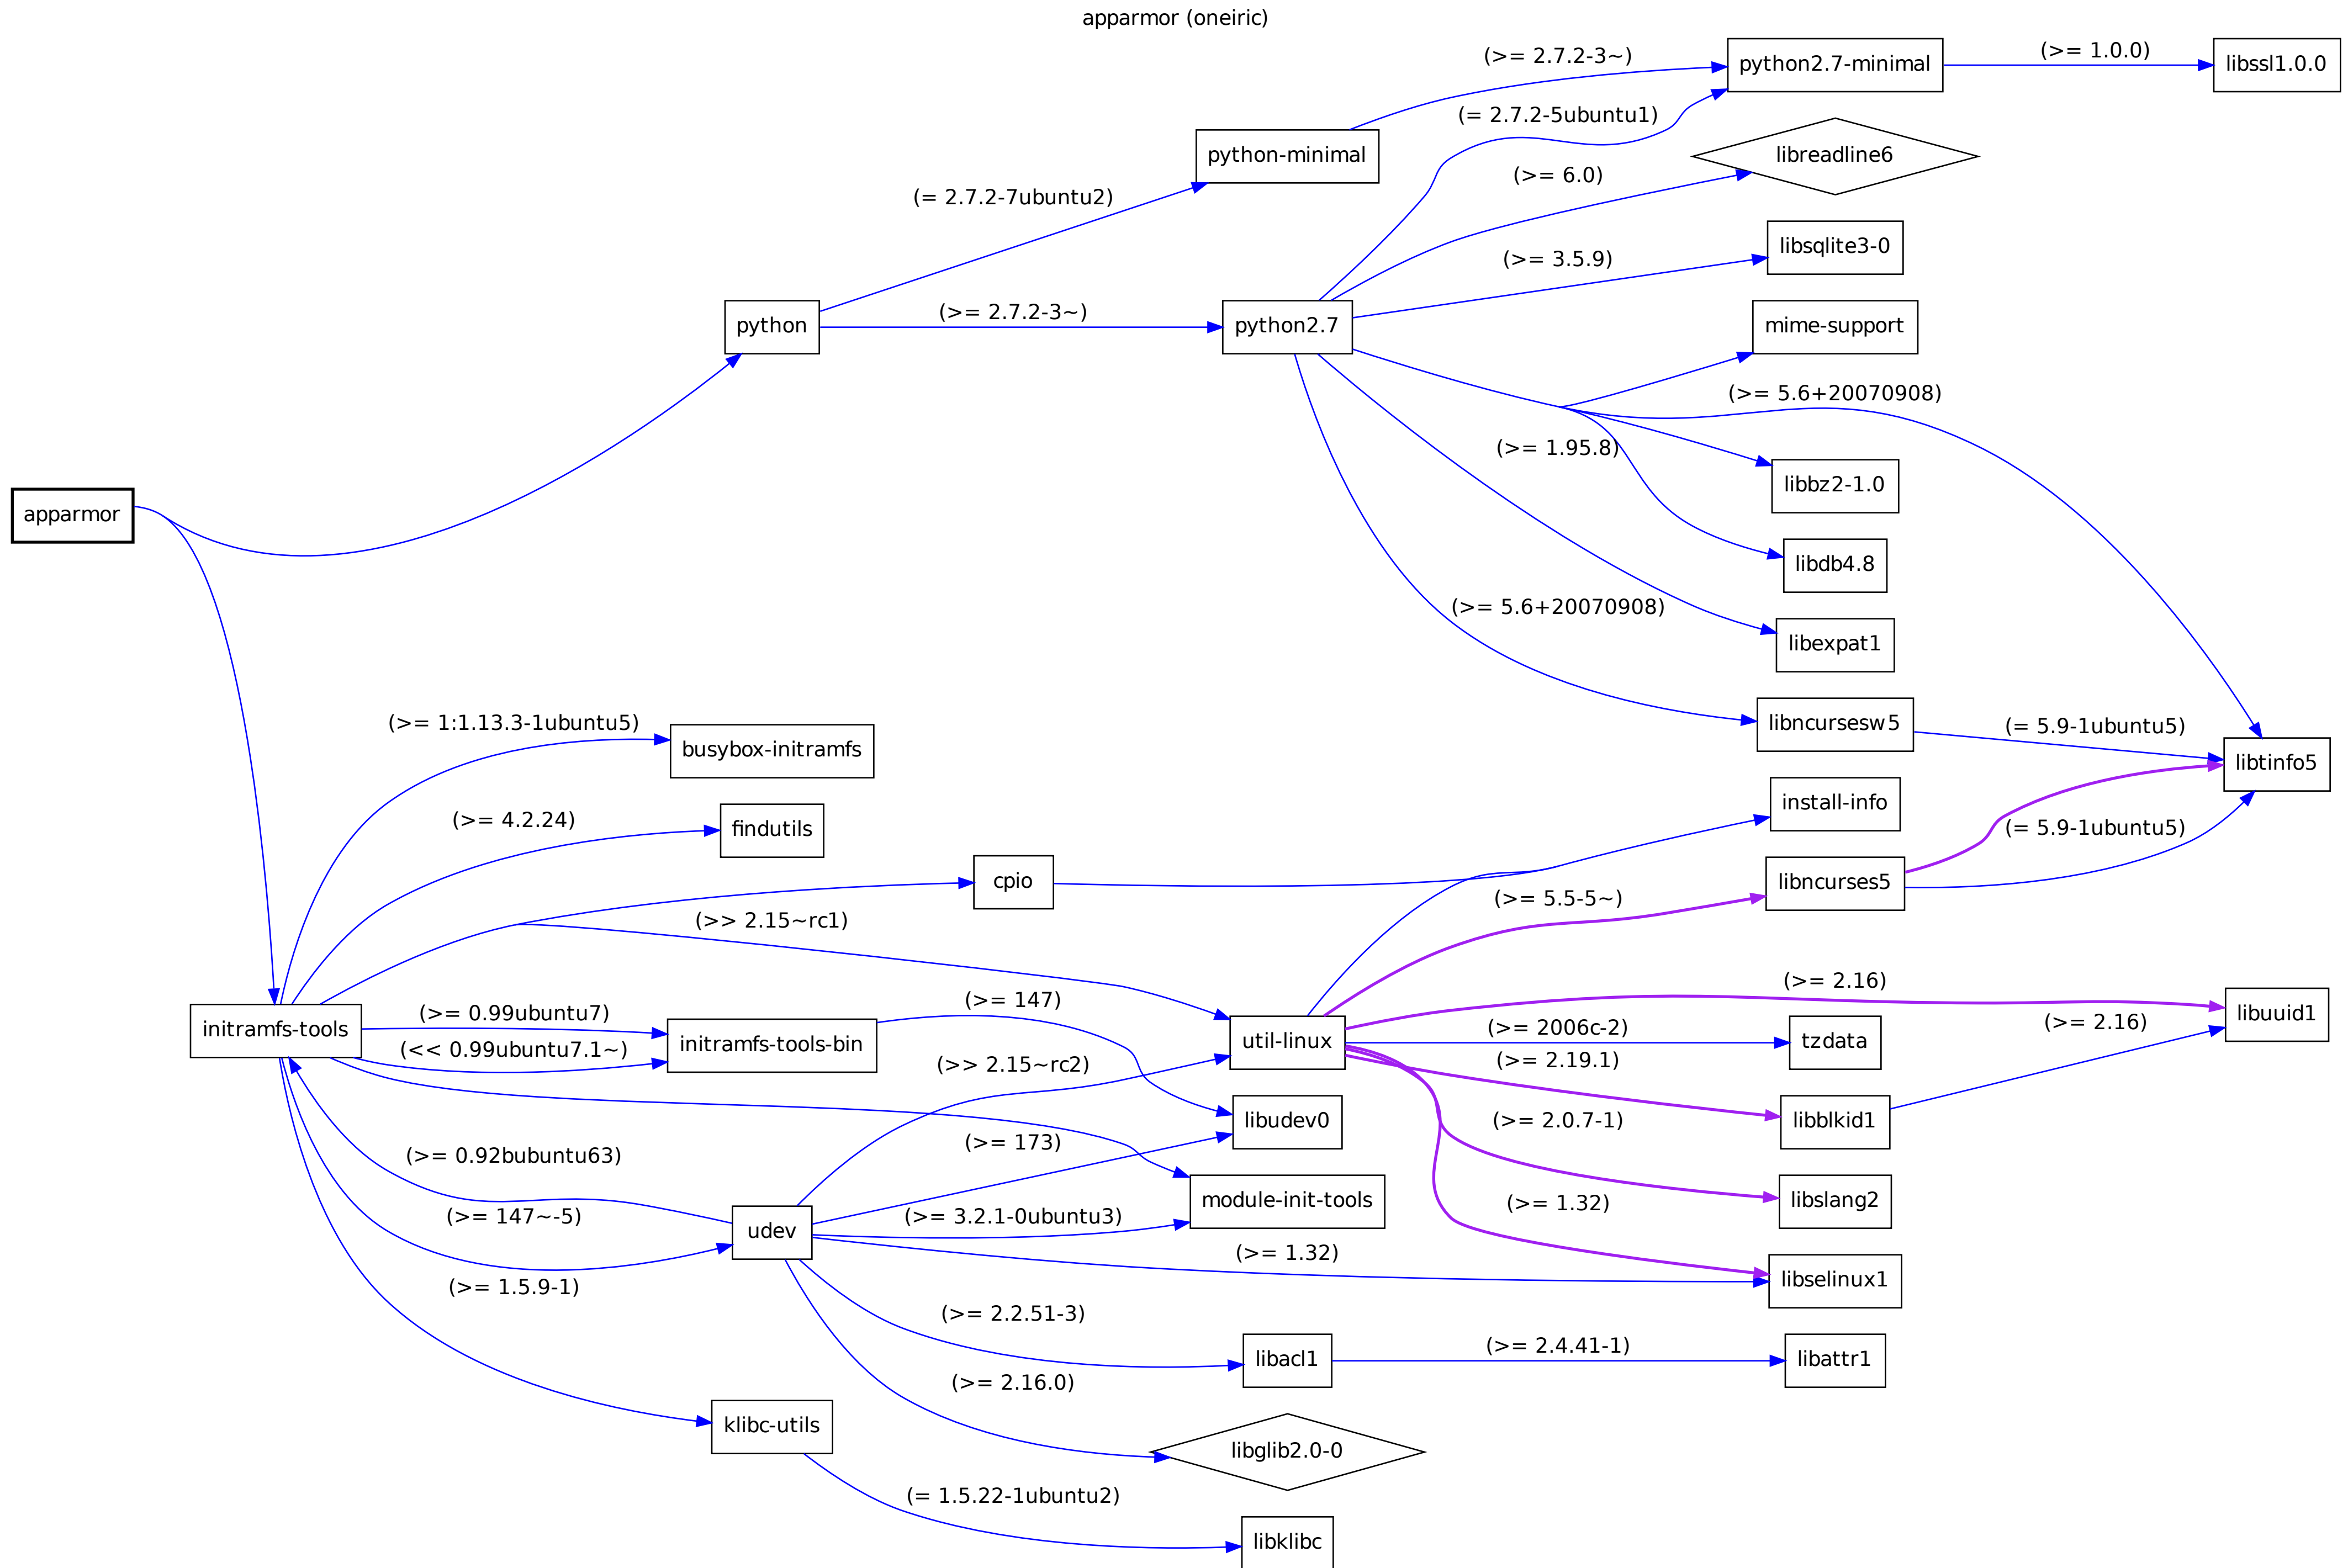 apparmor (oneiric)
(>= 2.7.2-3~)
python2.7-minimal
(>= 1.0.0)
libssl1.0.0
(= 2.7.2-5ubuntu1)
python-minimal
libreadline6
(>= 6.0)
(= 2.7.2-7ubuntu2)
libsqlite3-0
(>= 3.5.9)
python
(>= 2.7.2-3~)
python2.7
mime-support
(>= 5.6+20070908)
(>= 1.95.8)
libbz2-1.0
apparmor
libdb4.8
(>= 5.6+20070908)
libexpat1
(>= 1:1.13.3-1ubuntu5)
busybox-initramfs
libncursesw5
(= 5.9-1ubuntu5)
libtinfo5
(>= 4.2.24)
findutils
install-info
(= 5.9-1ubuntu5)
cpio
libncurses5
(>= 5.5-5~)
(>> 2.15~rc1)
(>= 2.16)
initramfs-tools
(>= 0.99ubuntu7)
(>= 147)
libuuid1
(>= 2.16)
(<< 0.99ubuntu7.1~)
initramfs-tools-bin
util-linux
(>= 2006c-2)
tzdata
(>> 2.15~rc2)
(>= 2.19.1)
libudev0
(>= 2.0.7-1)
libblkid1
(>= 173)
(>= 0.92bubuntu63)
module-init-tools
(>= 1.32)
libslang2
(>= 147~-5)
udev
(>= 3.2.1-0ubuntu3)
(>= 1.32)
libselinux1
(>= 1.5.9-1)
(>= 2.2.51-3)
libacl1
(>= 2.4.41-1)
libattr1
(>= 2.16.0)
klibc-utils
libglib2.0-0
(= 1.5.22-1ubuntu2)
libklibc